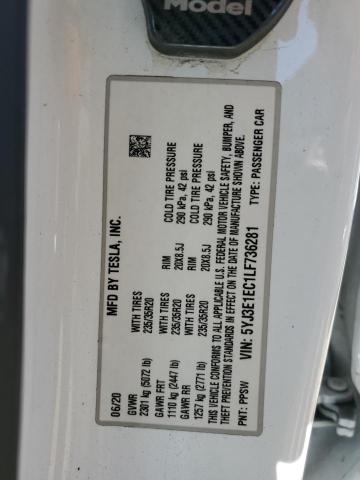 Model
MFD BY TESLA, INC.
06/20
GVWR
2301 kg (5072 lb)
GAWR FRT WITH TIRES RIM COLD TIRE PRESSURE
1110 kg (2447 lb) 235/35R20 20X8.5J 290 kPa, 42 psi
GAWR RR WITH TIRES RIM COLD TIRE PRESSURE
1257 kg (2771 lb) 235/35R20 20X8.5J 290 kPa, 42 psi
THIS VEHICLE CONFORMS TO ALL APPLICABLE U.S. FEDERAL MOTOR VEHICLE SAFETY, BUMPER, AND
THEFT PREVENTION STANDARDS IN EFFECT ON THE DATE OF MANUFACTURE SHOWN ABOVE.
VIN: 5YJ3E1EC1LF736281
PNT: PPSW TYPE: PASSENGER CAR